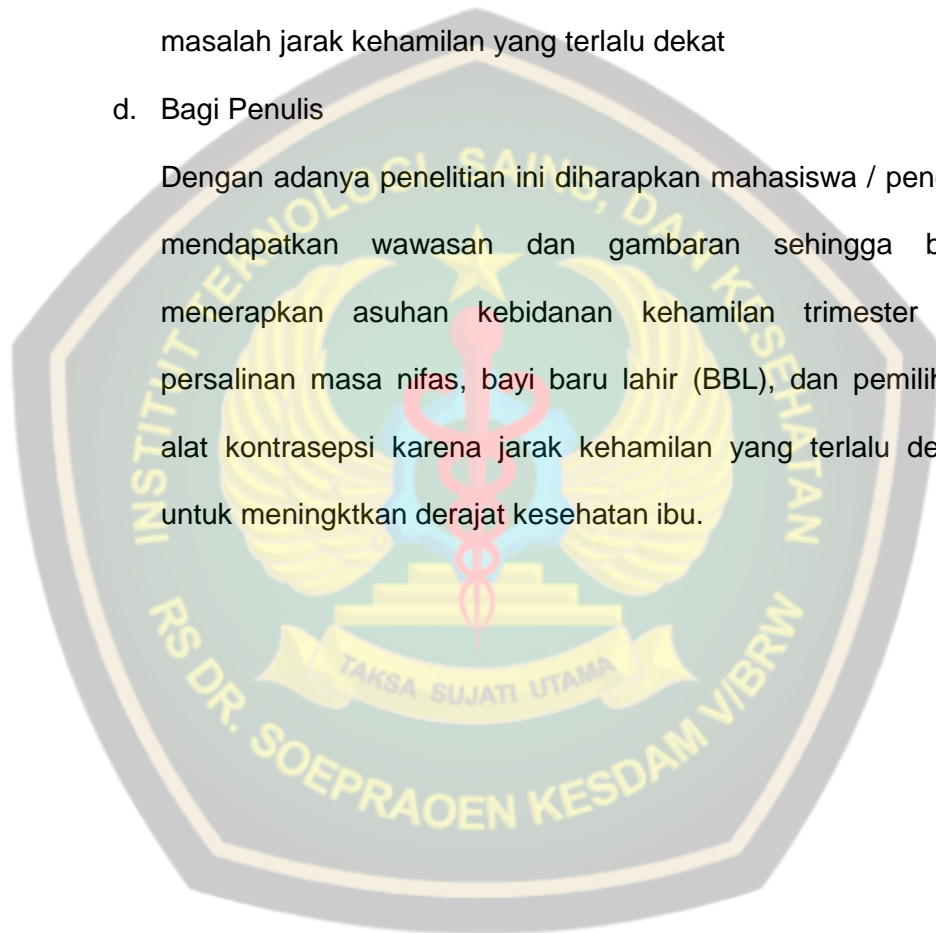 masalah jarak kehamilan yang terlalu dekat
d. Bagi Penulis
Dengan adanya penelitian ini diharapkan mahasiswa /
mendapatkan wawasan dan gambaran sehingga
menerapkan asuhan kebidanan kehamilan trimester
persalinan masa nifas, bayi baru lahir (BBL), dan
alat kontrasepsi karena jarak kehamilan yang terlalu
untuk meningktkan derajat kesehatan ibu.
INSTITUT TEKNOLOGI, SAINS, DAN KESEHATAN
TAKSA SUJATI UTAMA
RS DR. SOEPRAOEN KESDAM V/BRW